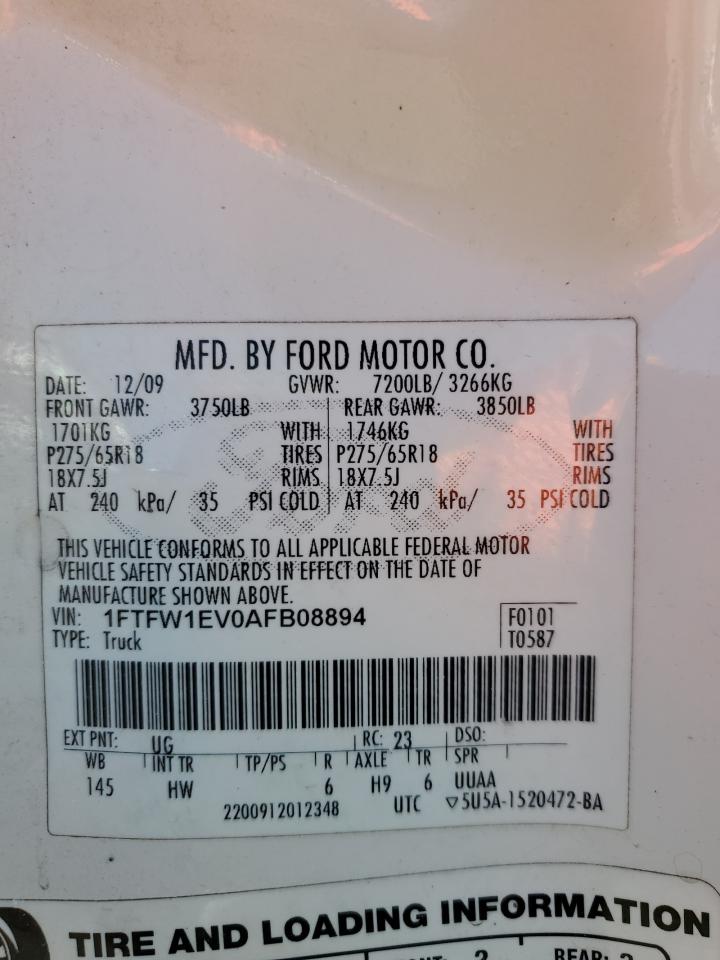 MFD. BY FORD MOTOR CO.
DATE: 12/09 GVWR: 7200LB/ 3266KG
FRONT GAWR: 3750LB REAR GAWR: 3850LB
1701KG WITH 1746KG WITH
P275/65R18 TIRES P275/65R18 TIRES
18X7.5J RIMS 18X7.5J RIMS
AT 240 kPa/ 35 PSI COLD AT 240 kPa/ 35 PSI COLD
Ford
THIS VEHICLE CONFORMS TO ALL APPLICABLE FEDERAL MOTOR
VEHICLE SAFETY STANDARDS IN EFFECT ON THE DATE OF
MANUFACTURE SHOWN ABOVE.
VIN: 1FTFW1EV0AFB08894 F0101
TYPE: Truck T0587
EXT PNT: UG RC: 23 DSO:
WB INT TR TP/PS R AXLE TR SPR
145 HW 6 H9 6 UUAA
2200912012348 UTC ▽5U5A-1520472-BA
TIRE AND LOADING INFORMATION
2 REAR: